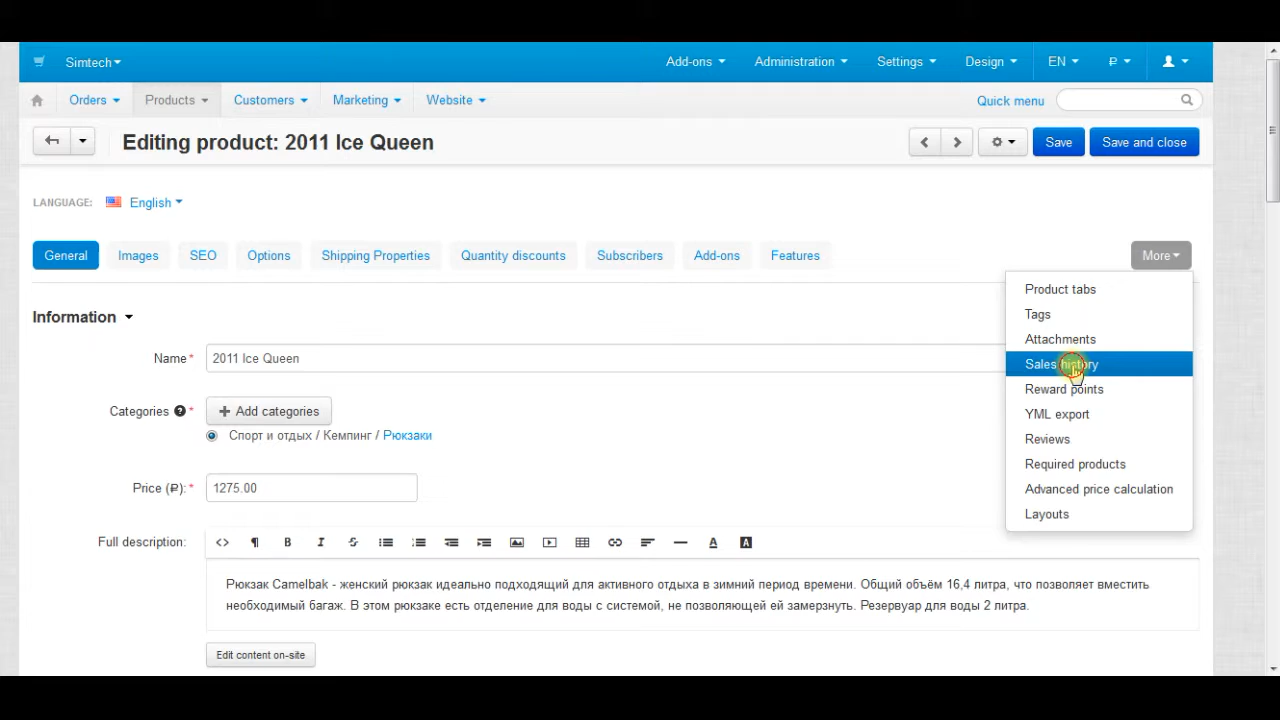 Simtech
Add-ons
Administration
Settings
Design
EN
₽
Orders
Products
Customers
Marketing
Website
Quick menu
Editing product: 2011 Ice Queen
Save
Save and close
LANGUAGE:
English
General
Images
SEO
Options
Shipping Properties
Quantity discounts
Subscribers
Add-ons
Features
More
Product tabs
Tags
Attachments
Sales history
Reward points
YML export
Reviews
Required products
Advanced price calculation
Layouts
Information
Name*
2011 Ice Queen
Categories ?*
+ Add categories
Спорт и отдых / Кемпинг / Рюкзаки
Price (₽):*
1275.00
Full description:
Рюкзак Camelbak - женский рюкзак идеально подходящий для активного отдыха в зимний период времени. Общий объём 16,4 литра, что позволяет вместить
необходимый багаж. В этом рюкзаке есть отделение для воды с системой, не позволяющей ей замерзнуть. Резервуар для воды 2 литра.
Edit content on-site